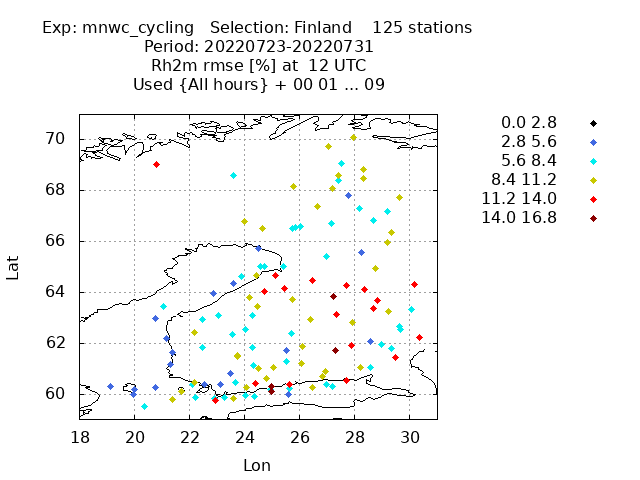 Exp: mnwc_cycling   Selection: Finland    125 stations
Period: 20220723-20220731
Rh2m rmse [%] at  12 UTC
Used {All hours} + 00 01 ... 09
0.0 2.8
2.8 5.6
5.6 8.4
8.4 11.2
11.2 14.0
14.0 16.8
70
68
66
64
62
60
Lat
18 20 22 24 26 28 30
Lon